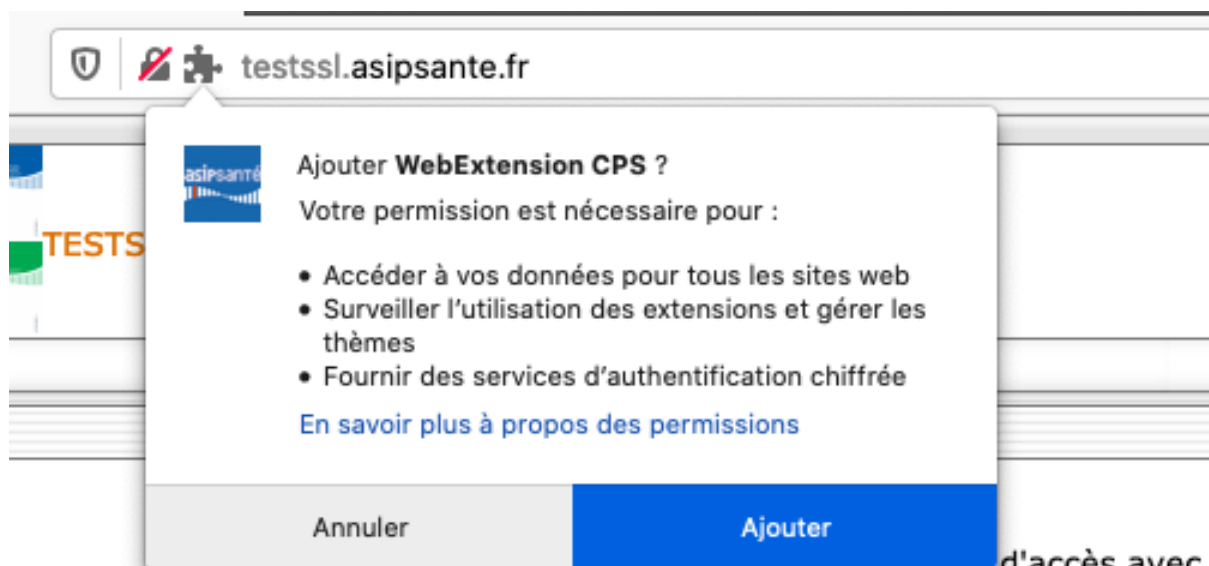 testssl.asipsante.fr
asipsanté
Ajouter WebExtension CPS ?
Votre permission est nécessaire pour :
TESTS
• Accéder à vos données pour tous les sites web
• Surveiller l'utilisation des extensions et gérer les
thèmes
• Fournir des services d'authentification chiffrée
En savoir plus à propos des permissions
Annuler
Ajouter
d'accès avec